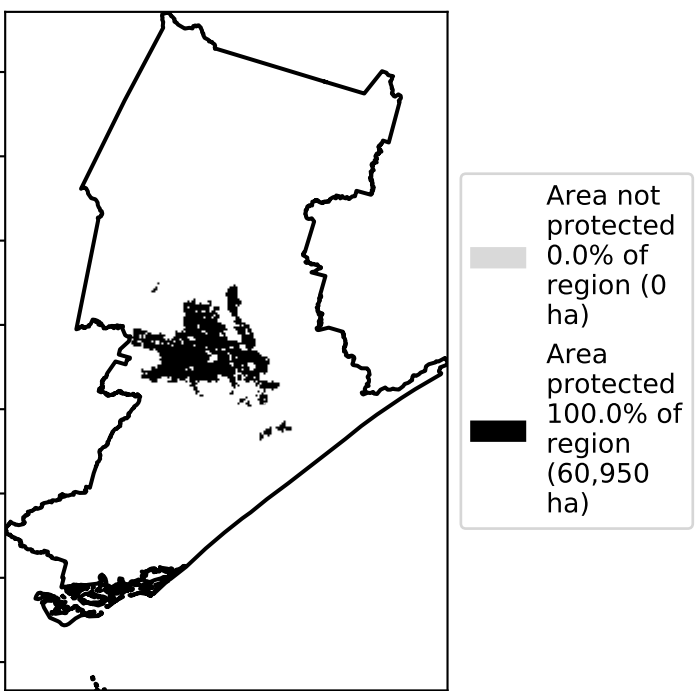 Area not
protected
0.0% of
region (0
ha)
Area
protected
100.0% of
region
(60,950
ha)